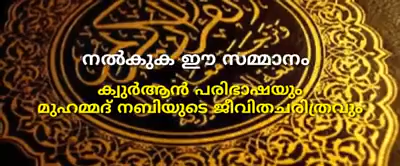 നൽകുക ഈ സമ്മാനം
ക്വുർആൻ പരിഭാഷയും
മുഹമ്മദ് നബിയുടെ ജീവിതചരിത്രവും